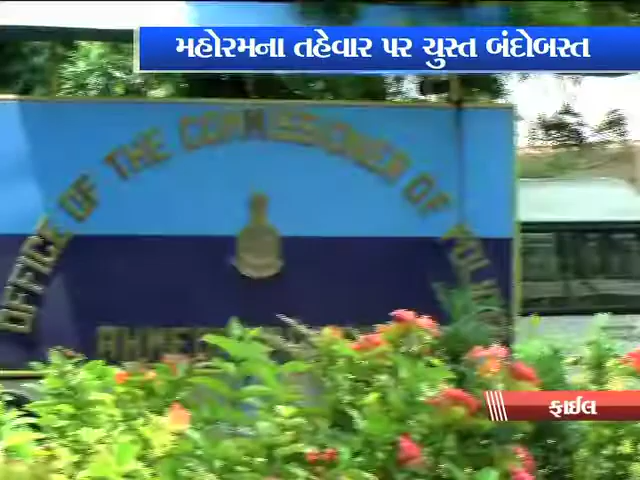 મહોરમના તહેવાર પર ચુસ્ત બંદોબસ્ત
OFFICE OF THE COMMISSIONER OF POLICE
ફાઈલ